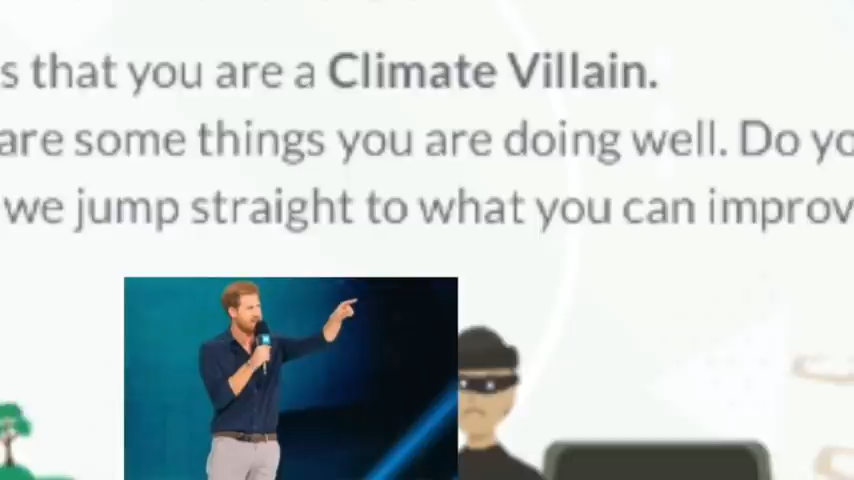 s that you are a Climate Villain.
are some things you are doing well. Do yo
we jump straight to what you can improv